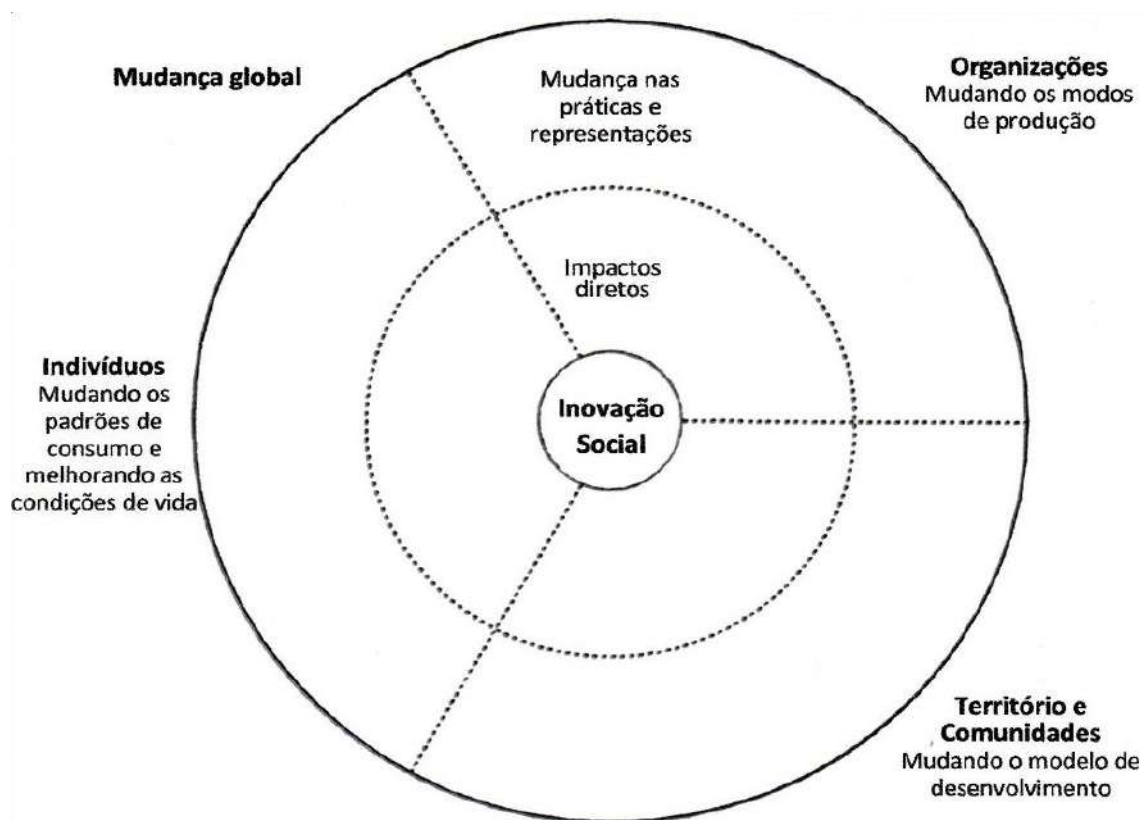 Mudança global
Mudança nas
práticas e
representações
Organizações
Mudando os modos
de produção
Impactos
diretos
Indivíduos
Mudando os
padrões de
consumo e
melhorando as
condições de vida
Inovação
Social
Território e
Comunidades
Mudando o modelo de
desenvolvimento